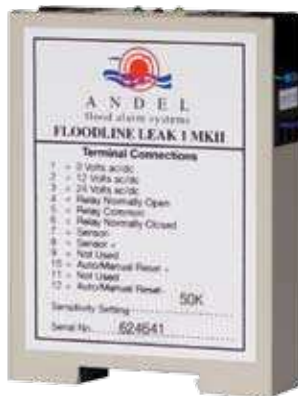 ANDEL
flood alarm systems
FLOODLINE LEAK 1 MKII
Terminal Connections
1 = 0 Volts ac/dc
2 = 12 Volts ac/dc
3 = 24 Volts ac/dc
4 = Relay Normally Open
5 = Relay Common
6 = Relay Normally Closed
7 = Sensor -
8 = Sensor +
9 = Not Used
10 = Auto/Manual Reset +
11 = Not Used
12 = Auto/Manual Reset -
Sensitivity Setting 50K
Serial No. 624641